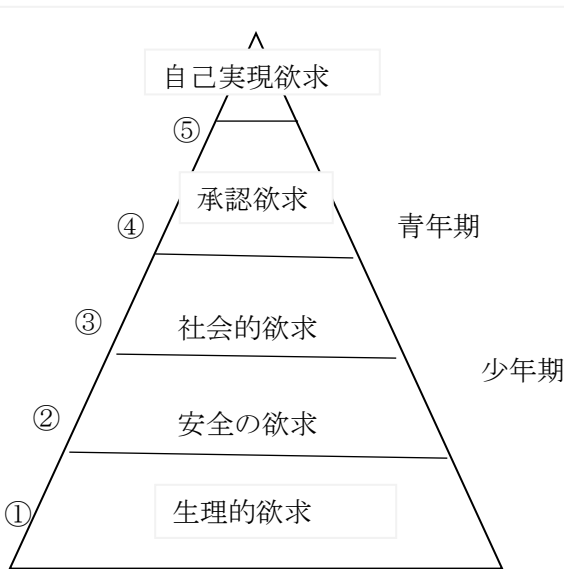 自己実現欲求
⑤
承認欲求
④
青年期
③
社会的欲求
少年期
②
安全の欲求
①
生理的欲求